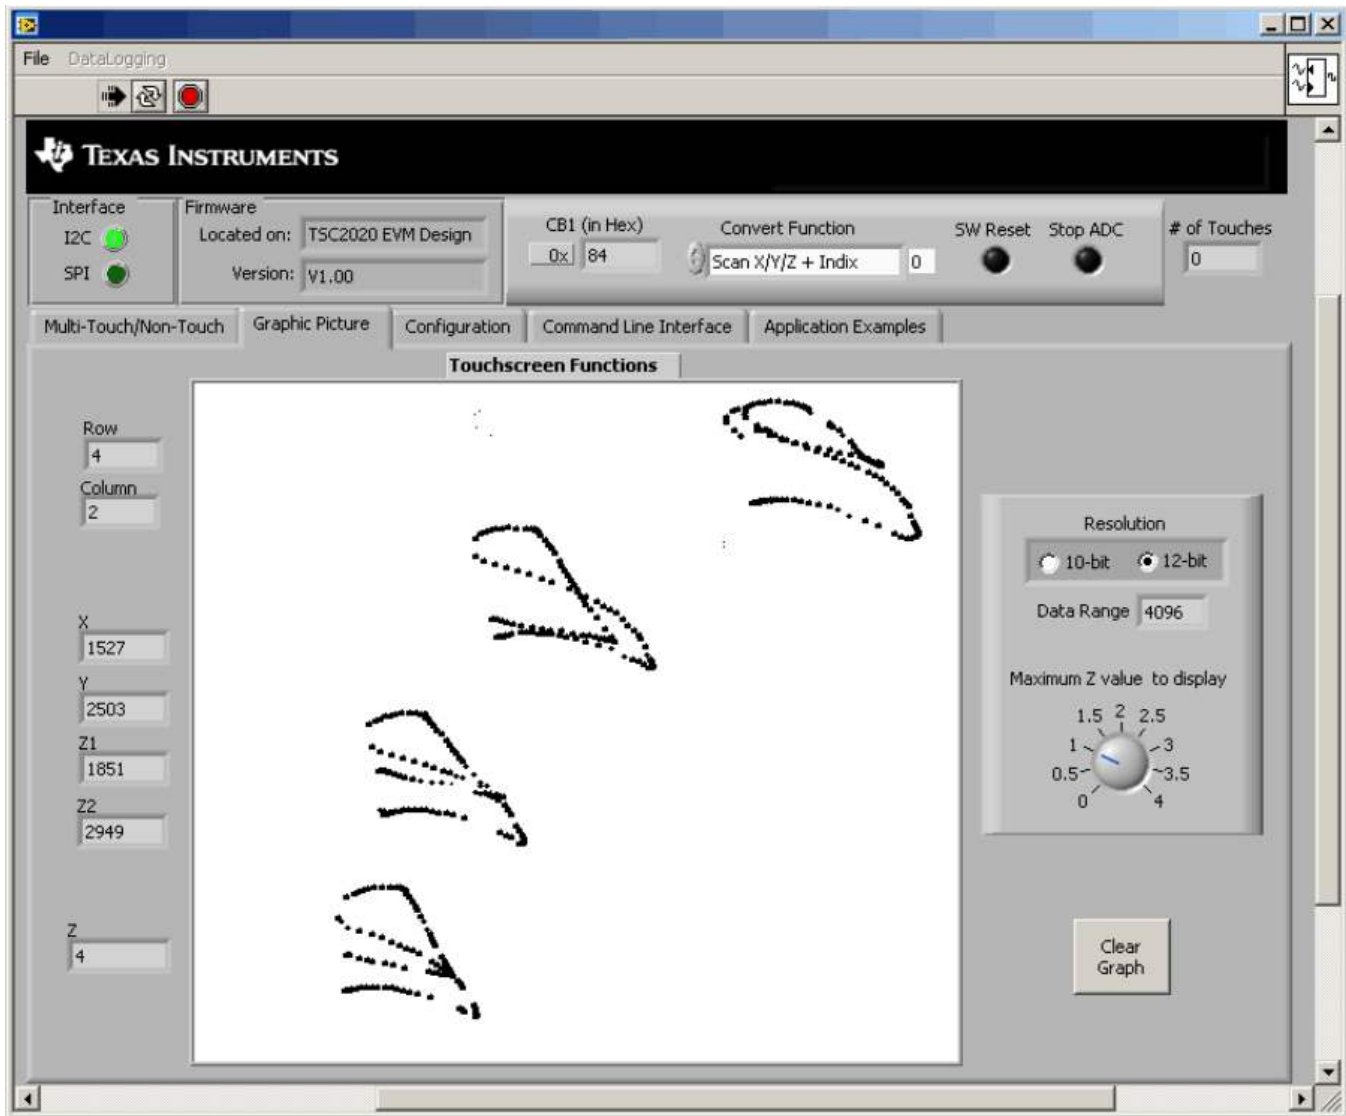 File DataLogging
TEXAS INSTRUMENTS
Interface
I2C
SPI
Firmware
Located on: TSC2020 EVM Design
Version: V1.00
CB1 (in Hex)
0x 84
Convert Function
Scan X/Y/Z + Indix 0
SW Reset Stop ADC
# of Touches
0
Multi-Touch/Non-Touch Graphic Picture Configuration Command Line Interface Application Examples
Touchscreen Functions
Row
4
Column
2
X
1527
Y
2503
Z1
1851
Z2
2949
Z
4
Resolution
10-bit 12-bit
Data Range 4096
Maximum Z value to display
0 0.5 1 1.5 2 2.5 3 3.5 4
Clear
Graph